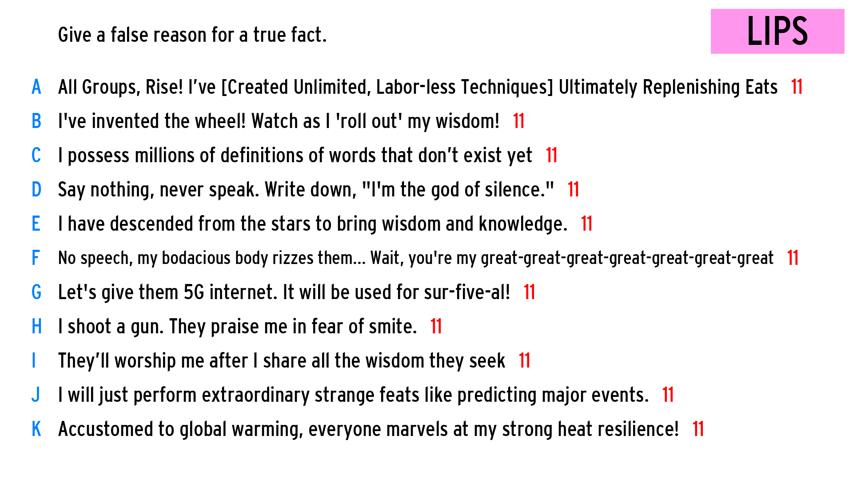 Give a false reason for a true fact.
LIPS
A All Groups, Rise! I've [Created Unlimited, Labor-less Techniques] Ultimately Replenishing Eats 11
B I've invented the wheel! Watch as I 'roll out' my wisdom! 11
C I possess millions of definitions of words that don't exist yet 11
D Say nothing, never speak. Write down, "I'm the god of silence." 11
E I have descended from the stars to bring wisdom and knowledge. 11
F No speech, my bodacious body rizzes them... Wait, you're my great-great-great-great-great-great-great 11
G Let's give them 5G internet. It will be used for sur-five-al! 11
H I shoot a gun. They praise me in fear of smite. 11
I They'll worship me after I share all the wisdom they seek 11
J I will just perform extraordinary strange feats like predicting major events. 11
K Accustomed to global warming, everyone marvels at my strong heat resilience! 11